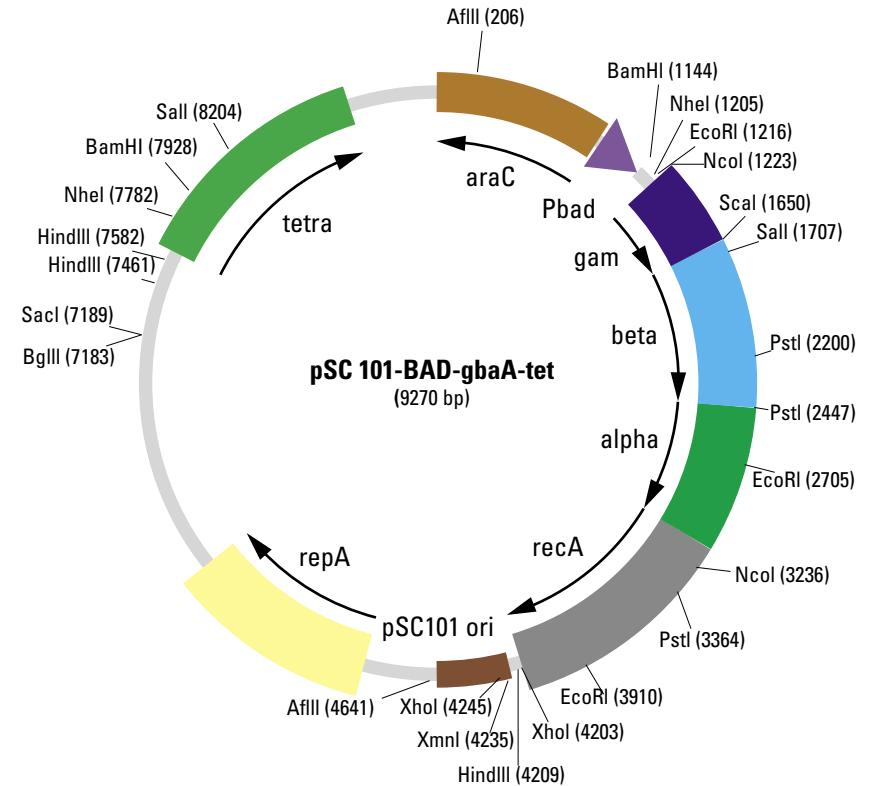 AflII (206)
BamHI (1144)
NheI (1205)
EcoRI (1216)
NcoI (1223)
SalI (8204)
BamHI (7928)
NheI (7782)
HindIII (7582)
HindIII (7461)
SacI (7189)
BglII (7183)
araC
Pbad
tetra
gam
ScaI (1650)
SalI (1707)
beta
PstI (2200)
pSC 101-BAD-gbaA-tet
(9270 bp)
PstI (2447)
alpha
EcoRI (2705)
recA
repA
NcoI (3236)
pSC101 ori
PstI (3364)
EcoRI (3910)
AflII (4641)
XhoI (4245)
XhoI (4203)
XmnI (4235)
HindIII (4209)